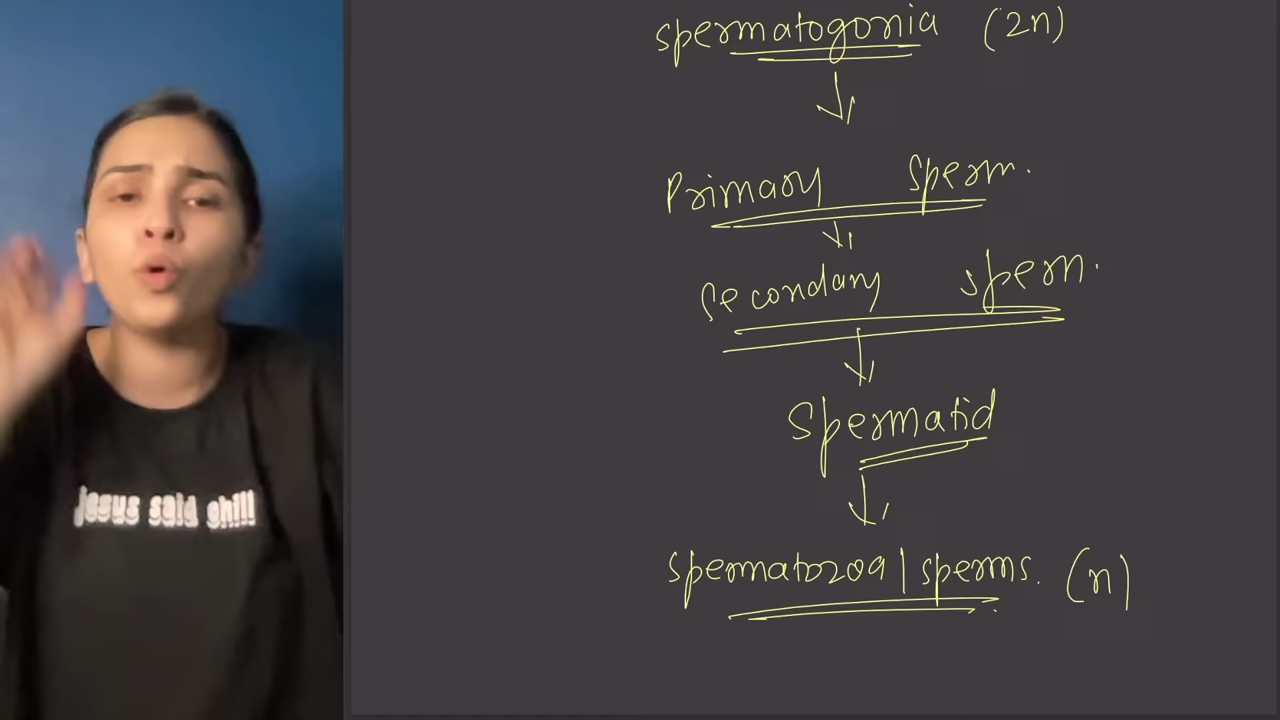 spermatogonia (2n)
Primary sperm.
Secondary sperm.
Spermatid
spermatozoa | sperms. (n)
Jesus said chill